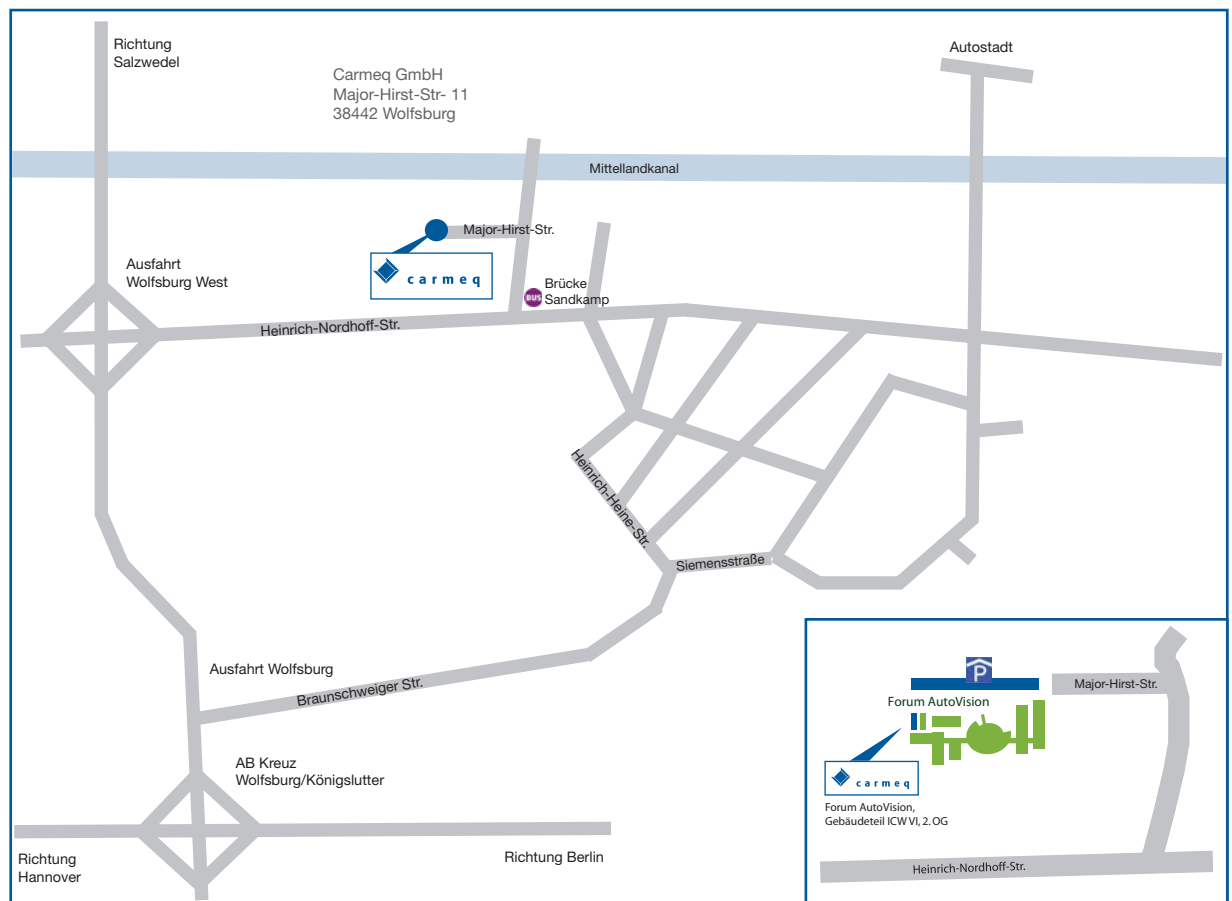 Richtung
Salzwedel
Carmeq GmbH
Major-Hirst-Str- 11
38442 Wolfsburg
Autostadt
Mittellandkanal
Major-Hirst-Str.
carmeq
Ausfahrt
Wolfsburg West
BUS
Brücke
Sandkamp
Heinrich-Nordhoff-Str.
Heinrich-Heine-Str.
Siemensstraße
Ausfahrt Wolfsburg
Braunschweiger Str.
AB Kreuz
Wolfsburg/Königslutter
Richtung
Hannover
Richtung Berlin
P
Major-Hirst-Str.
Forum AutoVision
carmeq
Forum AutoVision,
Gebäudeteil ICW VI, 2. OG
Heinrich-Nordhoff-Str.